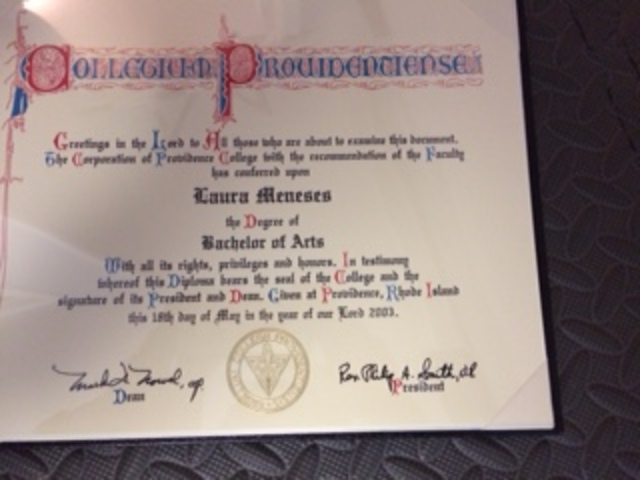 Collegium Providentiense
Greetings in the Lord to All those who are about to examine this document.
The Corporation of Providence College with the recommendation of the Faculty
has conferred upon
Laura Meneses
the Degree of
Bachelor of Arts
With all its rights, privileges and honors. In testimony
whereof this Diploma bears the seal of the College and the
signature of its President and Dean. Given at Providence, Rhode Island
this 18th day of May in the year of our Lord 2003.
Rev. Philip A. Smith,
Dean
President